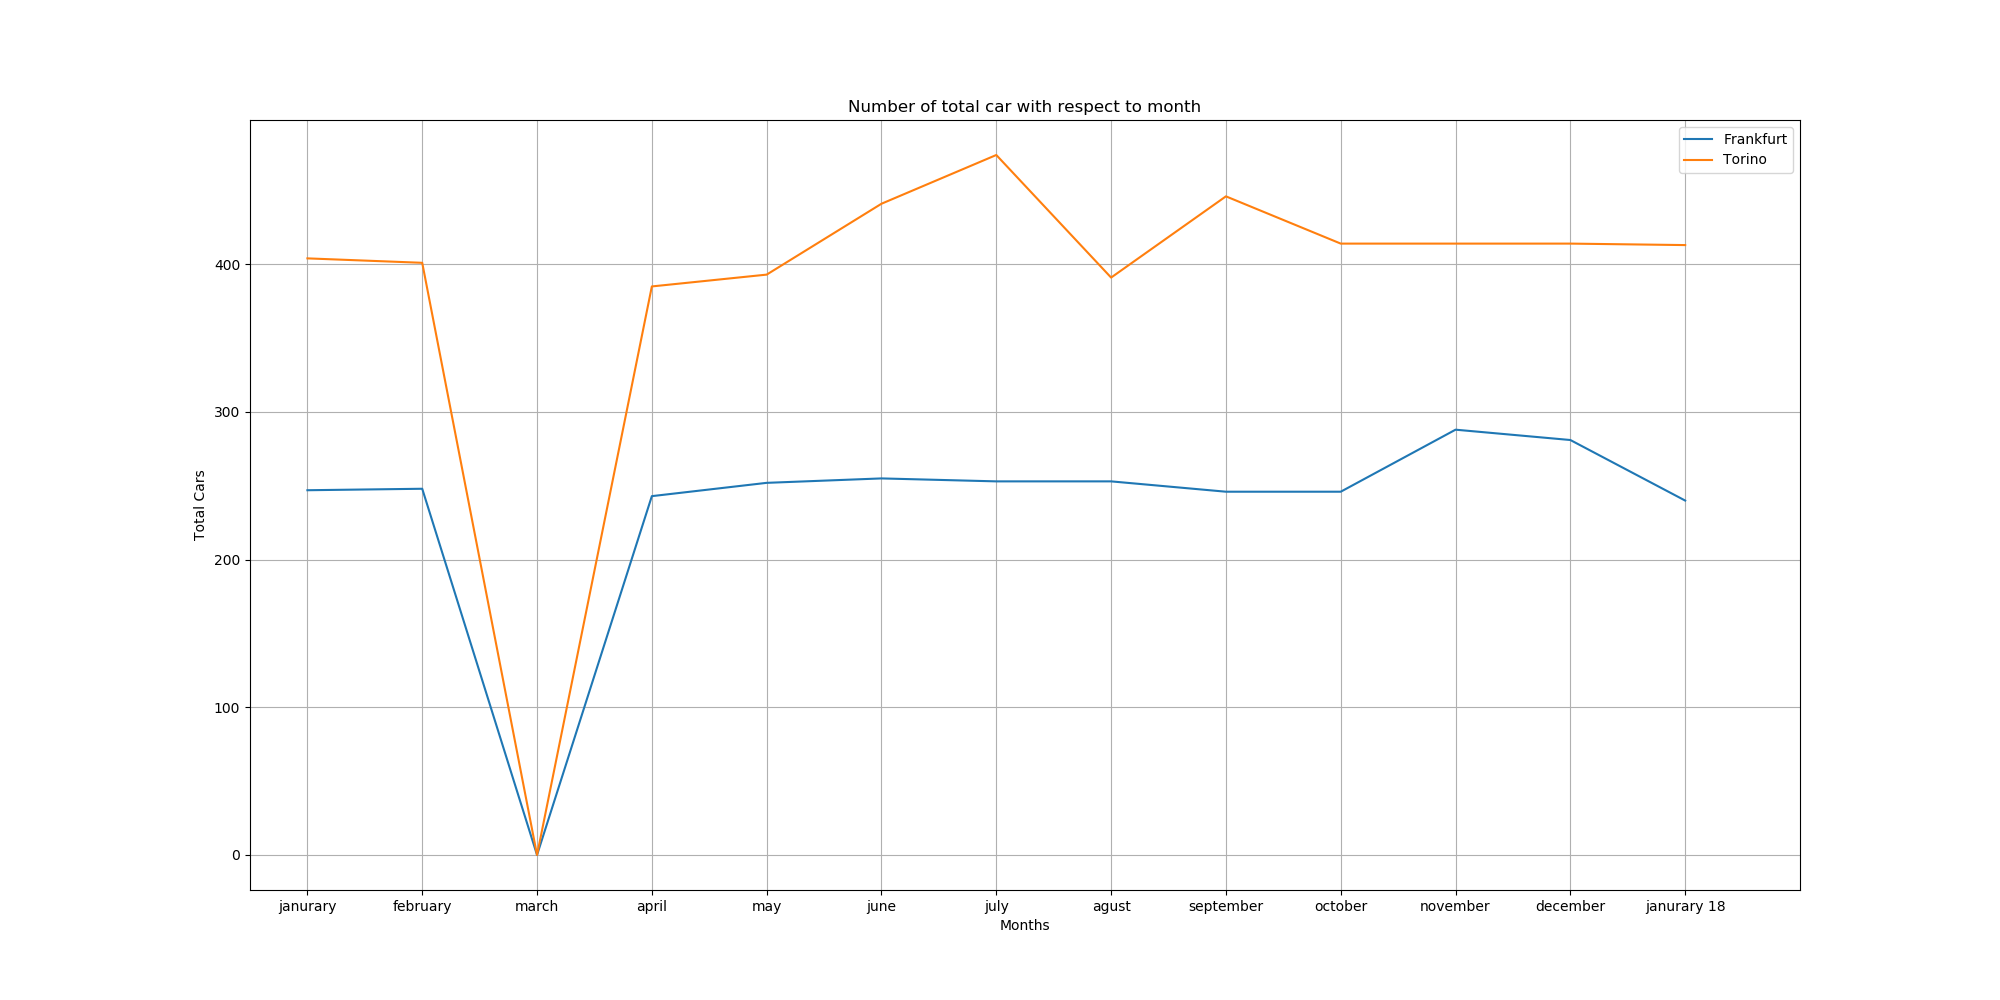 Number of total car with respect to month
Frankfurt
Torino
400
300
200
100
0
Total Cars
janurary february march april may june july agust september october november december janurary 18
Months